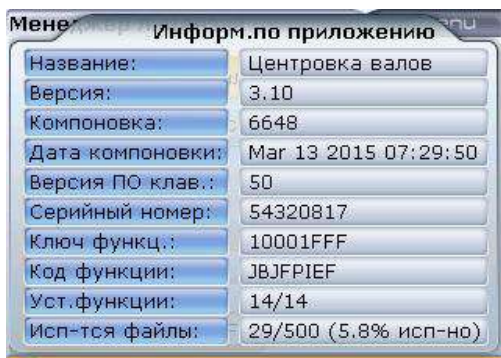 Информ.по приложению
Название: Центровка валов
Версия: 3.10
Компоновка: 6648
Дата компоновки: Mar 13 2015 07:29:50
Версия ПО клав.: 50
Серийный номер: 54320817
Ключ функц.: 10001FFF
Код функции: JBJFPIEF
Уст.функции: 14/14
Исп-тся файлы: 29/500 (5.8% исп-но)